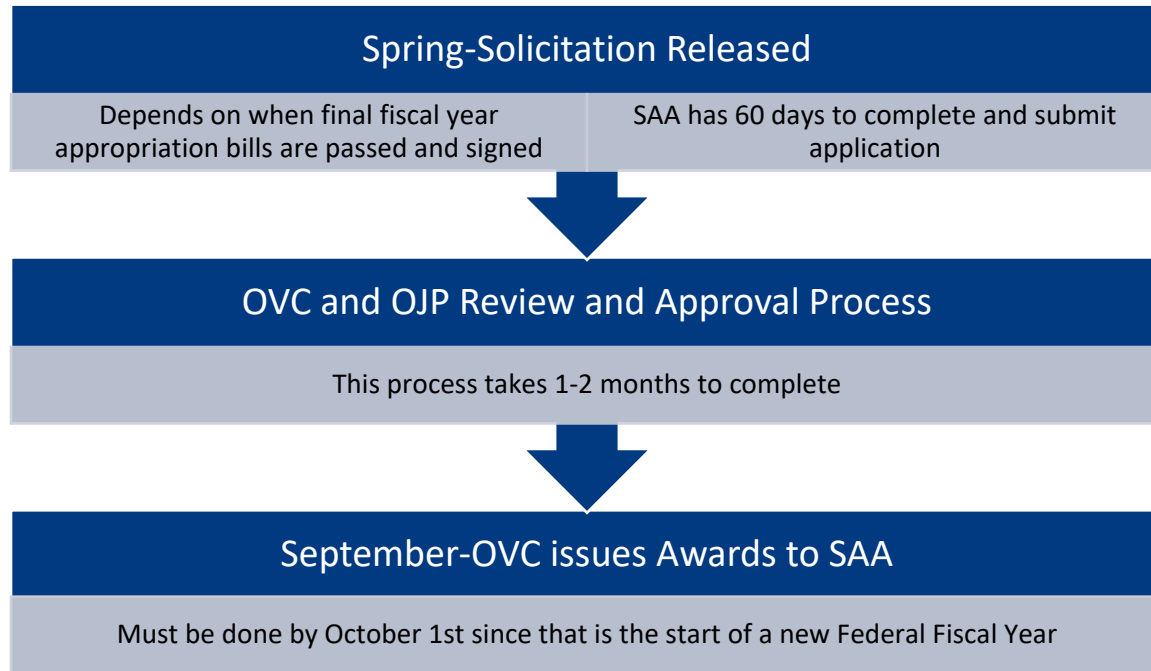 Spring-Solicitation Released
Depends on when final fiscal year
appropriation bills are passed and signed
SAA has 60 days to complete and submit
application
OVC and OJP Review and Approval Process
This process takes 1-2 months to complete
September-OVC issues Awards to SAA
Must be done by October 1st since that is the start of a new Federal Fiscal Year